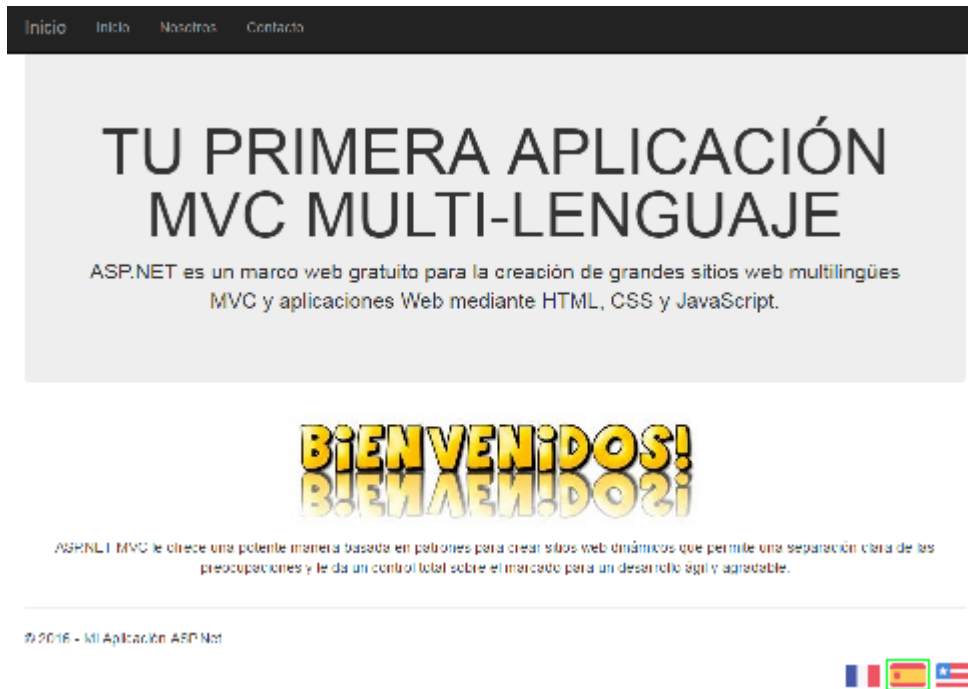 Inicio Inicio Nosotros Contacto
TU PRIMERA APLICACIÓN
MVC MULTI-LENGUAJE
ASP.NET es un marco web gratuito para la creación de grandes sitios web multilingües
MVC y aplicaciones Web mediante HTML, CSS y JavaScript.
BiENVENiDOS!
ASP.NET MVC le ofrece una potente manera basada en patrones para crear sitios web dinámicos que permite una separación clara de las
preocupaciones y le da un control total sobre el marcado para un desarrollo ágil y agradable.
© 2016 - Mi Aplicación ASP.Net